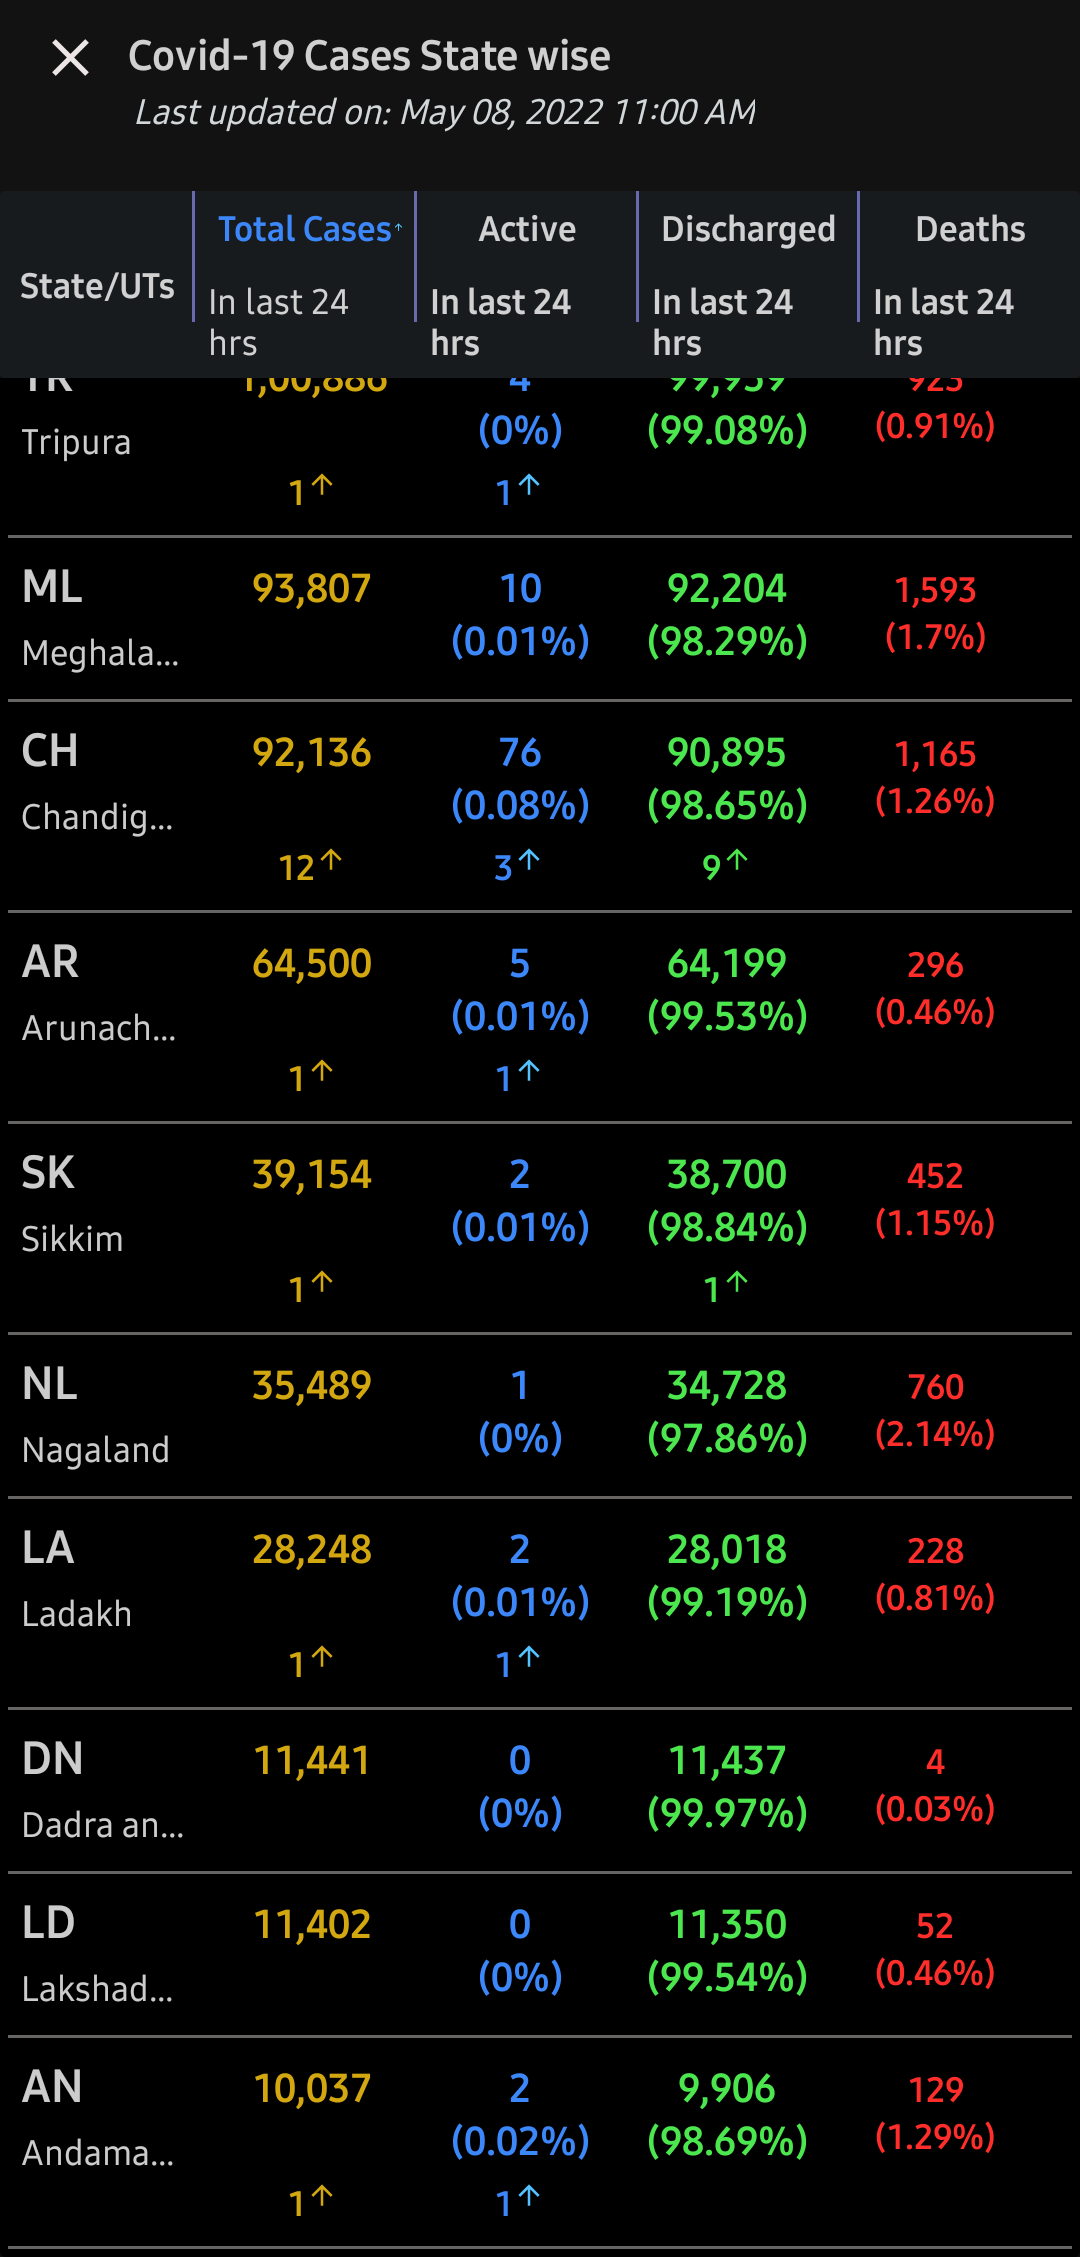 Covid-19 Cases State wise
Last updated on: May 08, 2022 11:00 AM
State/UTs Total Cases↑ Active Discharged Deaths
In last 24 hrs In last 24 hrs In last 24 hrs In last 24 hrs
TR 1,00,886 4 99,959 923
(0%) (99.08%) (0.91%)
Tripura
1↑ 1↑
ML 93,807 10 92,204 1,593
(0.01%) (98.29%) (1.7%)
Meghala...
CH 92,136 76 90,895 1,165
(0.08%) (98.65%) (1.26%)
Chandig...
12↑ 3↑ 9↑
AR 64,500 5 64,199 296
(0.01%) (99.53%) (0.46%)
Arunach...
1↑ 1↑
SK 39,154 2 38,700 452
(0.01%) (98.84%) (1.15%)
Sikkim
1↑ 1↑
NL 35,489 1 34,728 760
(0%) (97.86%) (2.14%)
Nagaland
LA 28,248 2 28,018 228
(0.01%) (99.19%) (0.81%)
Ladakh
1↑ 1↑
DN 11,441 0 11,437 4
(0%) (99.97%) (0.03%)
Dadra an...
LD 11,402 0 11,350 52
(0%) (99.54%) (0.46%)
Lakshad...
AN 10,037 2 9,906 129
(0.02%) (98.69%) (1.29%)
Andama...
1↑ 1↑